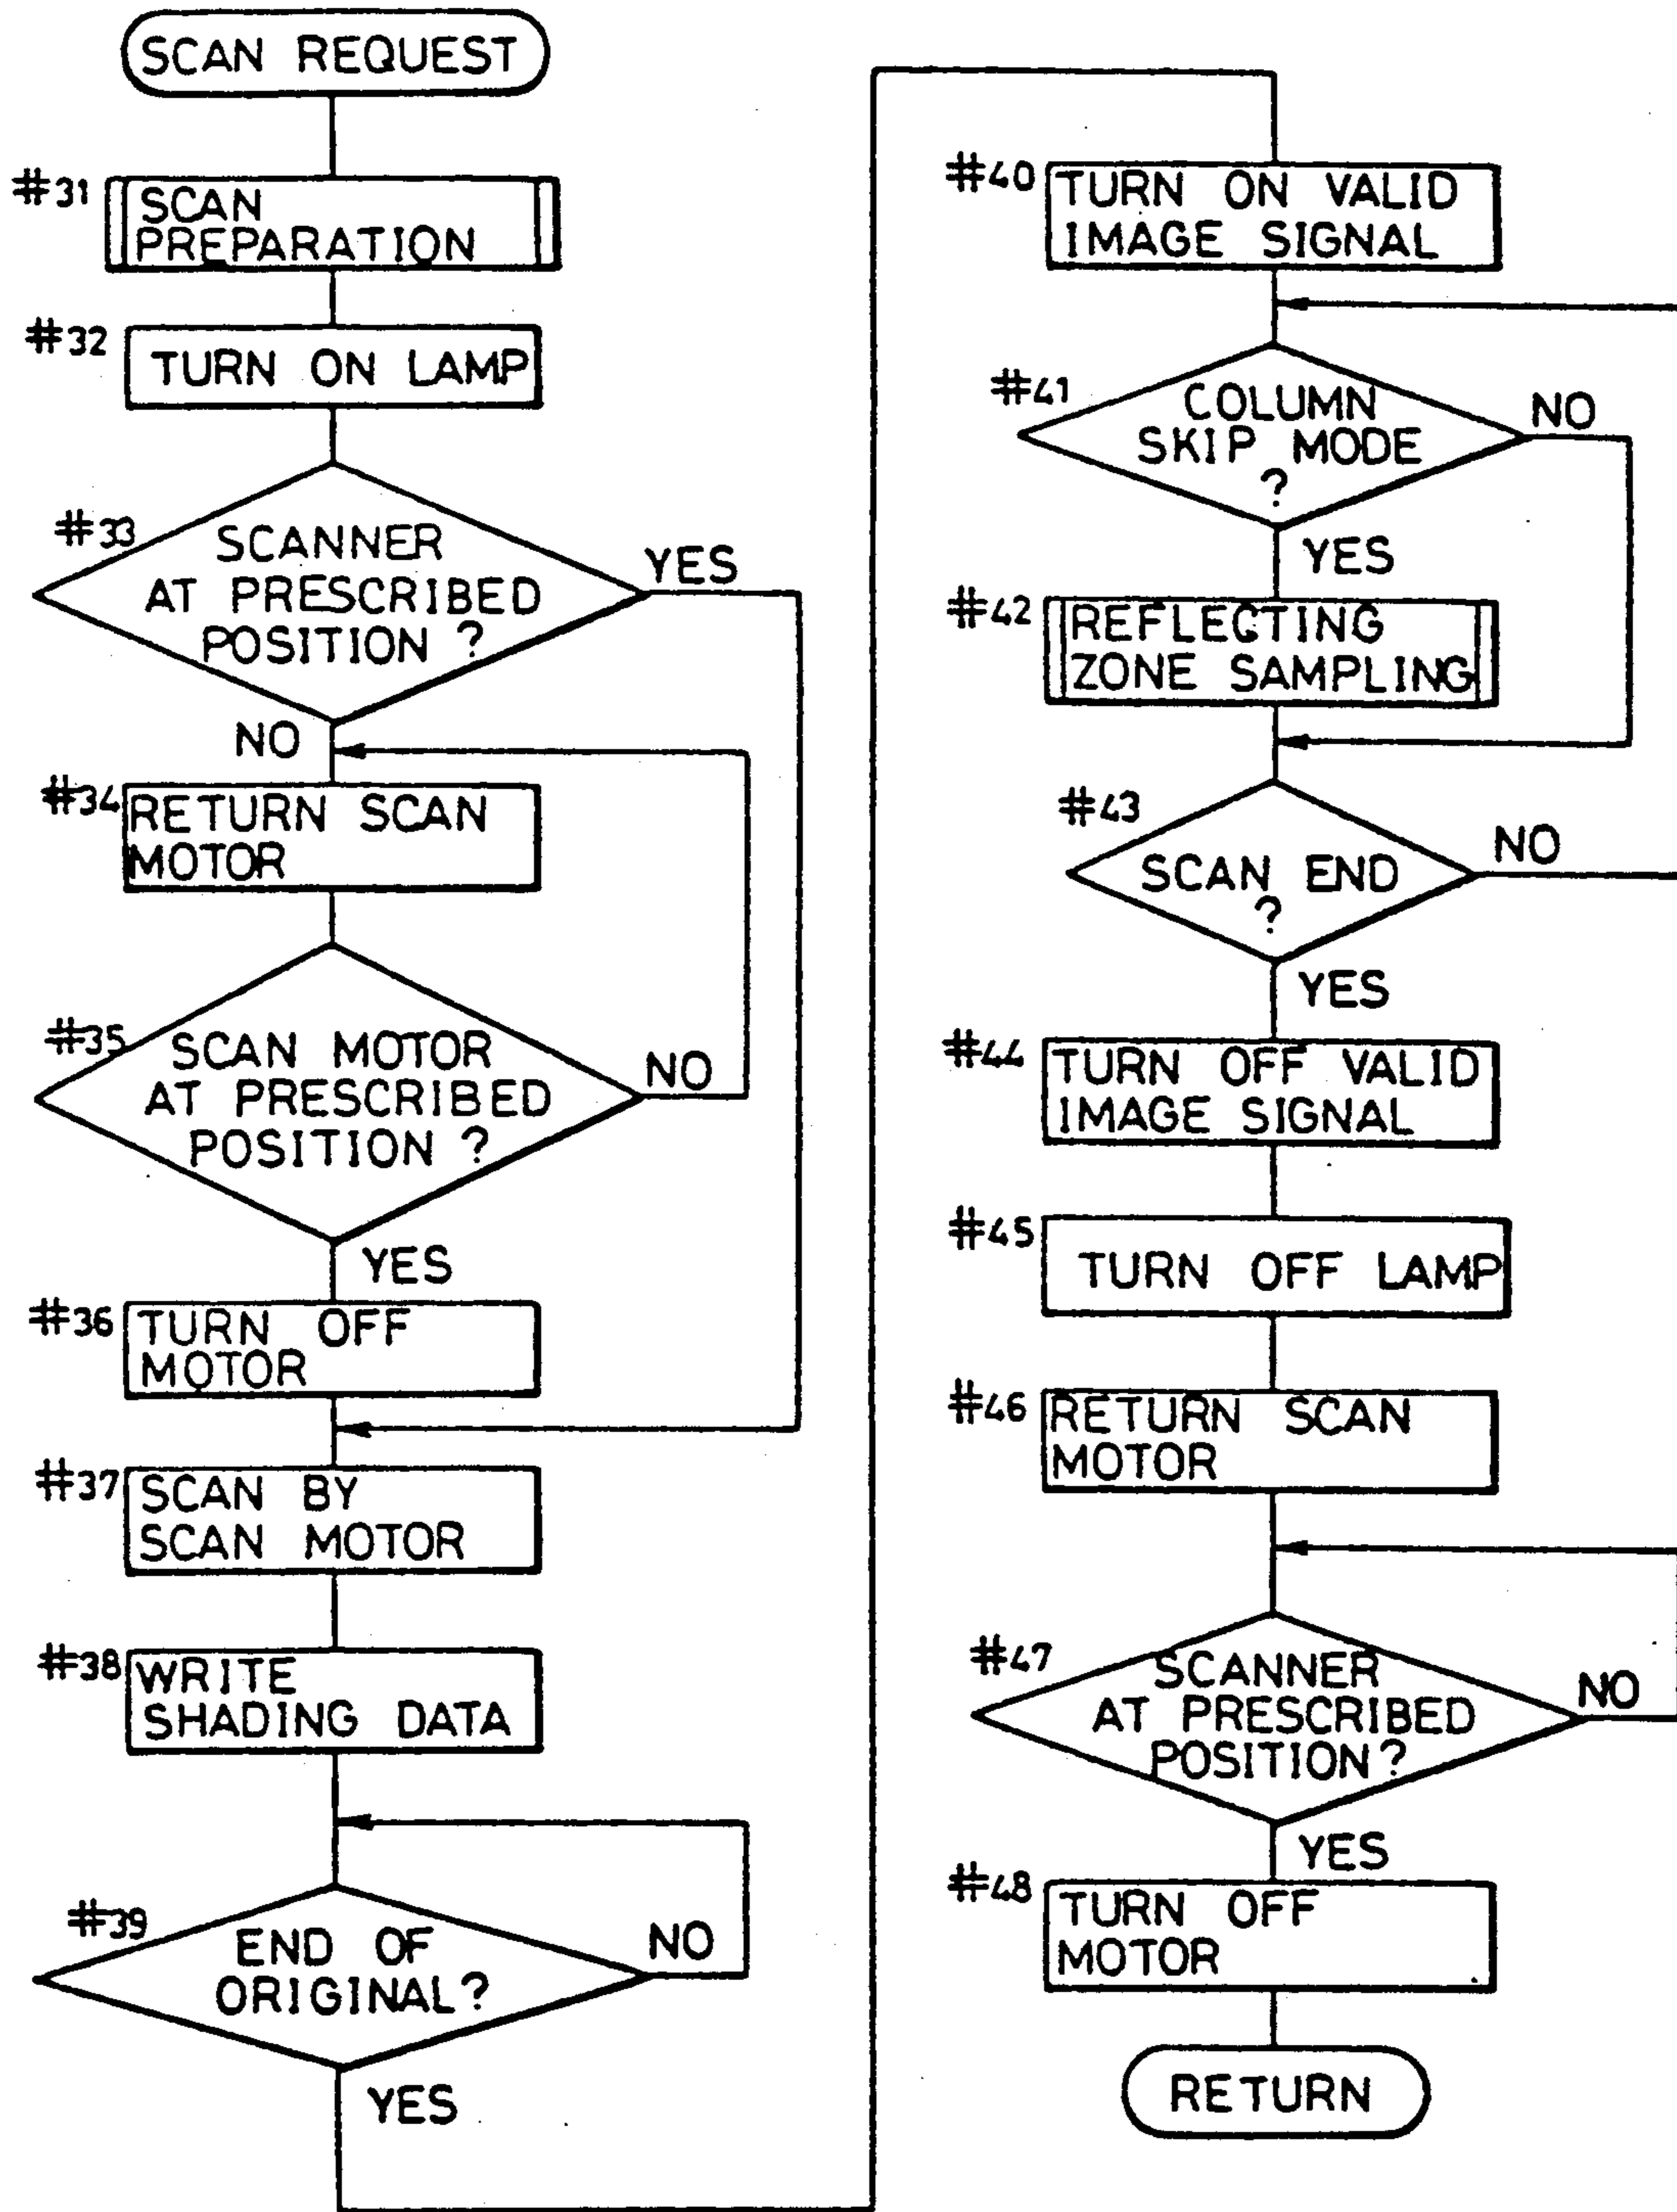 SCAN REQUEST
#31
SCAN
PREPARATION
#32
TURN ON LAMP
#33
SCANNER
AT PRESCRIBED
POSITION ?
YES
NO
#34
RETURN SCAN
MOTOR
#35
SCAN MOTOR
AT PRESCRIBED
POSITION ?
NO
YES
#36
TURN OFF
MOTOR
#37
SCAN BY
SCAN MOTOR
#38
WRITE
SHADING DATA
#39
END OF
ORIGINAL?
NO
YES
#40
TURN ON VALID
IMAGE SIGNAL
#41
COLUMN
SKIP MODE
?
NO
YES
#42
REFLECTING
ZONE SAMPLING
#43
SCAN END
?
NO
YES
#44
TURN OFF VALID
IMAGE SIGNAL
#45
TURN OFF LAMP
#46
RETURN SCAN
MOTOR
#47
SCANNER
AT PRESCRIBED
POSITION?
NO
YES
#48
TURN OFF
MOTOR
RETURN